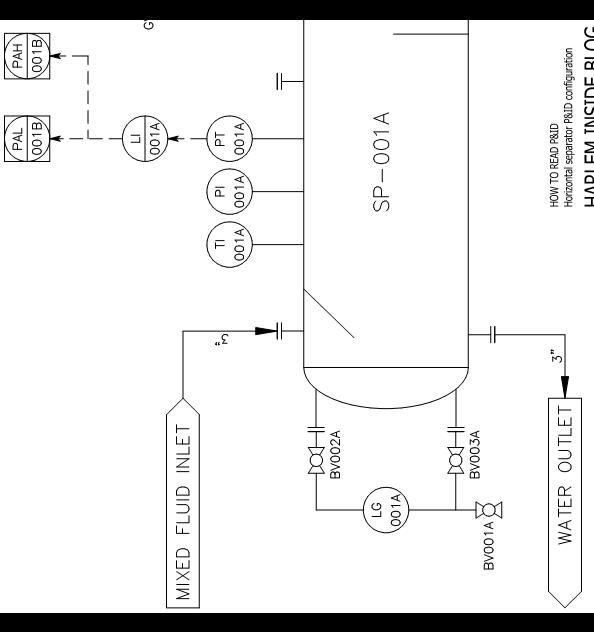 PAL
001B
PAH
001B
LI
001A
G
MIXED FLUID INLET
3"
TI
001A
PI
001A
PT
001A
BV002A
SP-001A
LG
001A
BV003A
BV001A
3"
WATER OUTLET
HOW TO READ P&ID
Horizontal separator P&ID configuration
HARLEM INSIDE BLOG